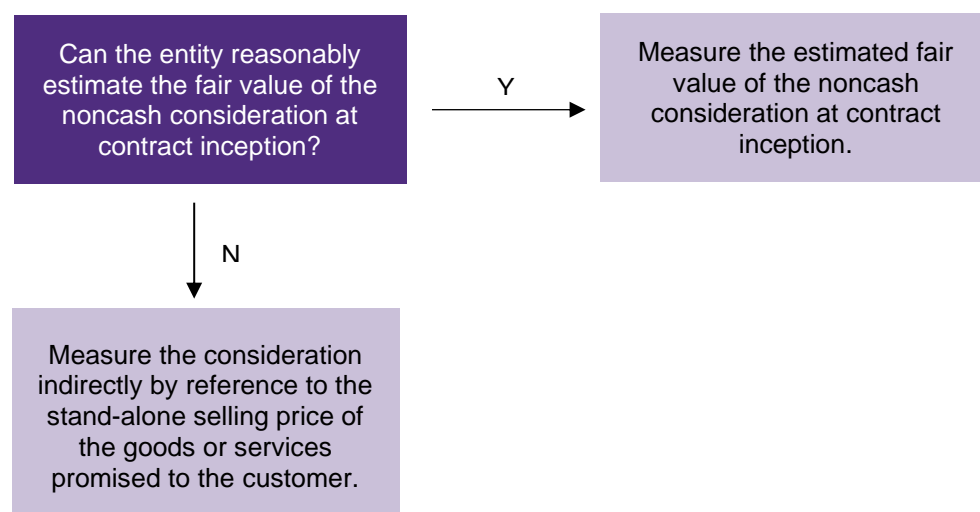 Can the entity reasonably
estimate the fair value of the
noncash consideration at
contract inception?
Y
Measure the estimated fair
value of the noncash
consideration at contract
inception.
N
Measure the consideration
indirectly by reference to the
stand-alone selling price of
the goods or services
promised to the customer.